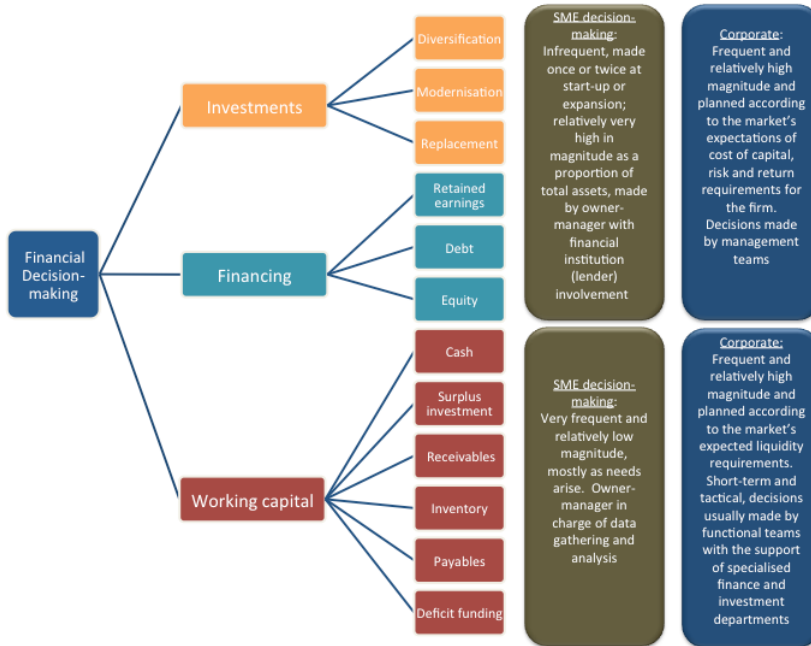 Financial
Decision-
making
Investments
Diversification
Modernisation
Replacement
Financing
Retained
earnings
Debt
Equity
Working capital
Cash
Surplus
investment
Receivables
Inventory
Payables
Deficit funding
SME decision-
making:
Infrequent, made
once or twice at
start-up or
expansion;
relatively very
high in
magnitude as a
proportion of
total assets, made
by owner-
manager with
financial
institution
(lender)
involvement
Corporate:
Frequent and
relatively high
magnitude and
planned according
to the market's
expectations of
cost of capital,
risk and return
requirements for
the firm.
Decisions made
by management
teams
SME decision-
making:
Very frequent and
relatively low
magnitude,
mostly as needs
arise. Owner-
manager in
charge of data
gathering and
analysis
Corporate:
Frequent and
relatively high
magnitude and
planned according
to the market's
expected liquidity
requirements.
Short-term and
tactical, decisions
usually made by
functional teams
with the support
of specialised
finance and
investment
departments